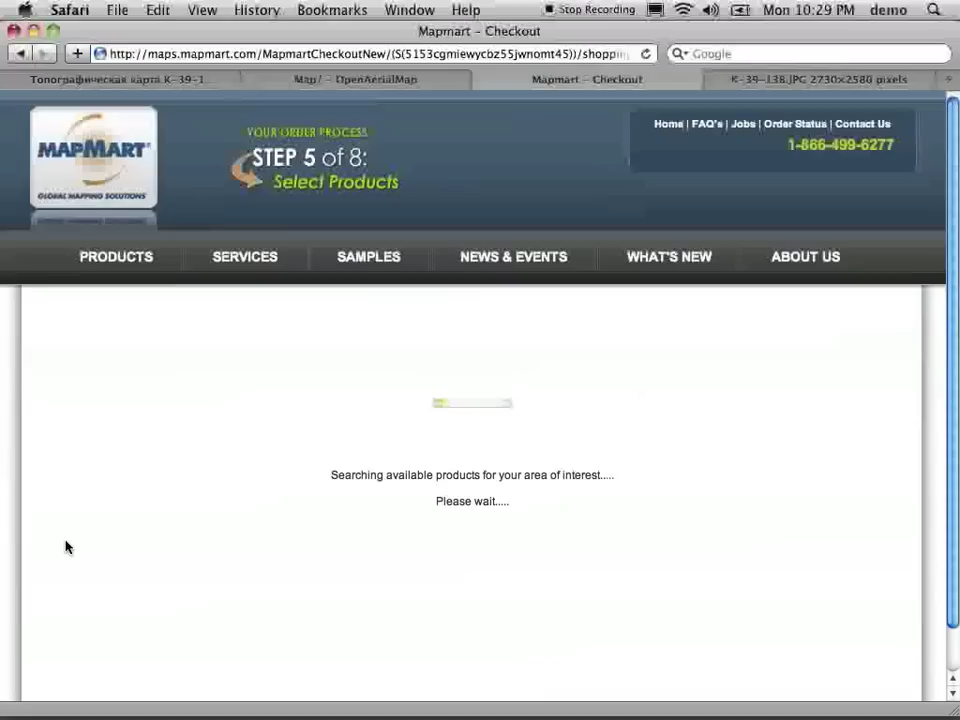 Safari File Edit View History Bookmarks Window Help Stop Recording Mon 10:29 PM demo
Mapmart – Checkout
http://maps.mapmart.com/MapmartCheckoutNew/(S(5153cgmiewycbz55jwnomt45))/shoppin Google
Топографическая карта K-39-1... Map/ – OpenAerialMap Mapmart – Checkout K-39-138.JPG 2730×2580 pixels
MAPMART
GLOBAL MAPPING SOLUTIONS
YOUR ORDER PROCESS
STEP 5 of 8:
Select Products
Home | FAQ's | Jobs | Order Status | Contact Us
1-866-499-6277
PRODUCTS SERVICES SAMPLES NEWS & EVENTS WHAT'S NEW ABOUT US
Searching available products for your area of interest.....
Please wait.....